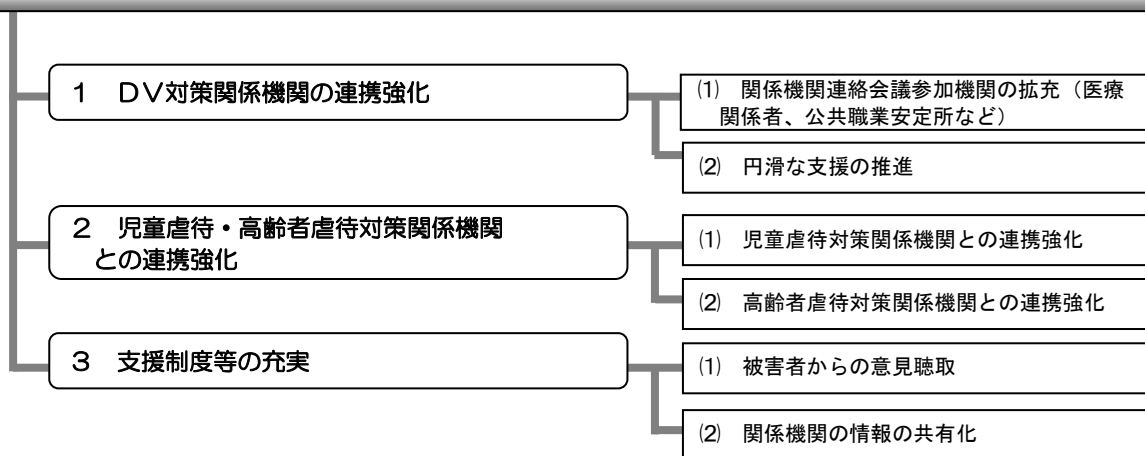 1　DV対策関係機関の連携強化
⑴　関係機関連絡会議参加機関の拡充（医療
関係者、公共職業安定所など）
⑵　円滑な支援の推進
2　児童虐待・高齢者虐待対策関係機関
との連携強化
⑴　児童虐待対策関係機関との連携強化
⑵　高齢者虐待対策関係機関との連携強化
3　支援制度等の充実
⑴　被害者からの意見聴取
⑵　関係機関の情報の共有化